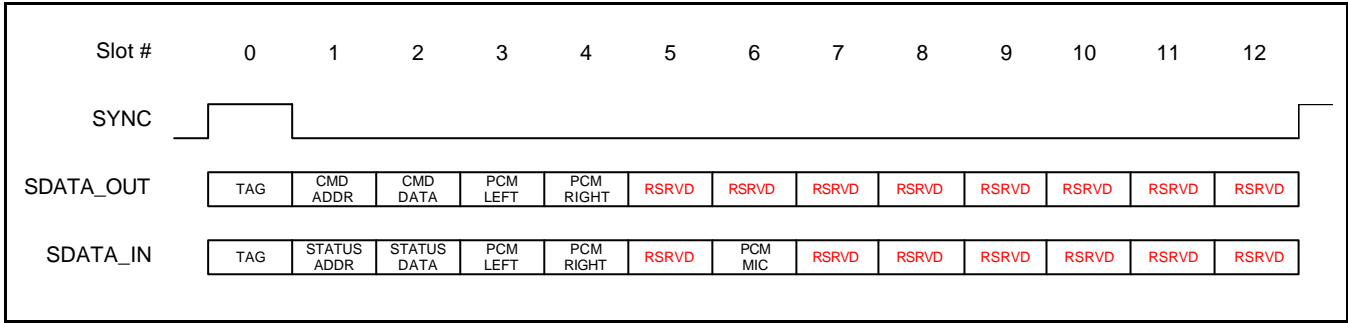 Slot # 0 1 2 3 4 5 6 7 8 9 10 11 12
SYNC
SDATA_OUT TAG CMD ADDR CMD DATA PCM LEFT PCM RIGHT RSRVD RSRVD RSRVD RSRVD RSRVD RSRVD RSRVD RSRVD
SDATA_IN TAG STATUS ADDR STATUS DATA PCM LEFT PCM RIGHT RSRVD PCM MIC RSRVD RSRVD RSRVD RSRVD RSRVD RSRVD